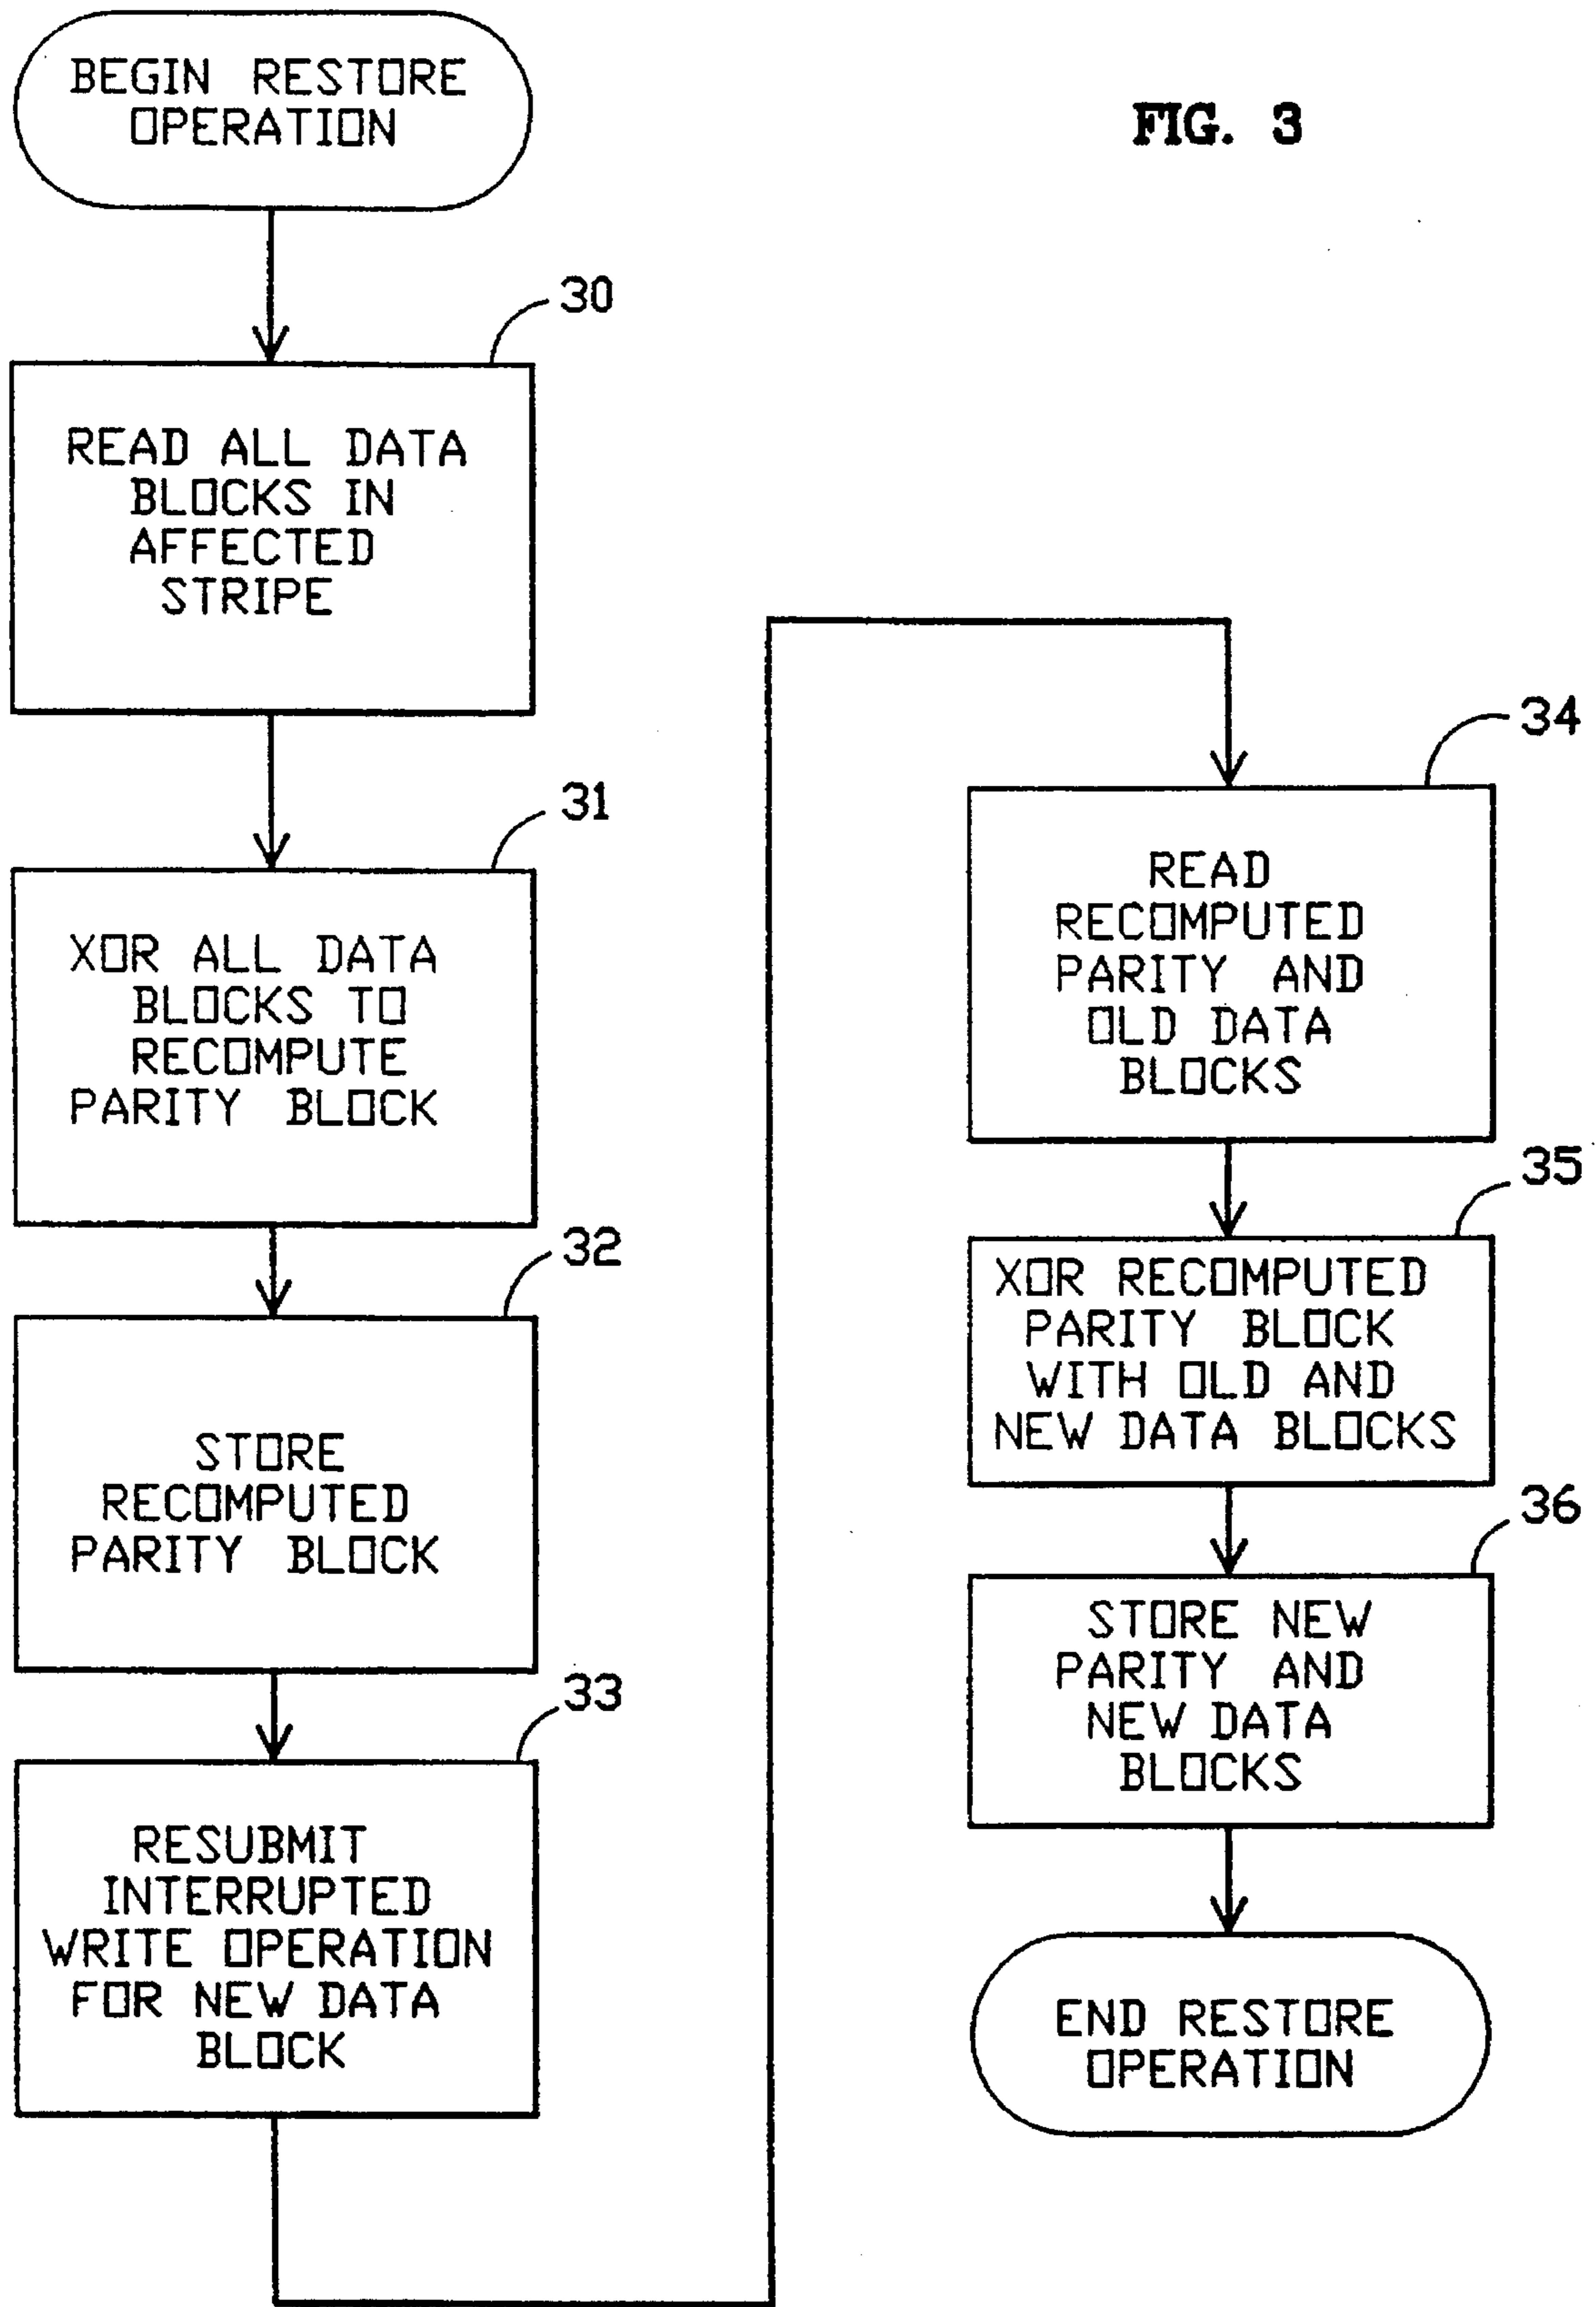 FIG. 3
BEGIN RESTORE
OPERATION
30
READ ALL DATA
BLOCKS IN
AFFECTED
STRIPE
31
XOR ALL DATA
BLOCKS TO
RECOMPUTE
PARITY BLOCK
32
STORE
RECOMPUTED
PARITY BLOCK
33
RESUBMIT
INTERRUPTED
WRITE OPERATION
FOR NEW DATA
BLOCK
34
READ
RECOMPUTED
PARITY AND
OLD DATA
BLOCKS
35
XOR RECOMPUTED
PARITY BLOCK
WITH OLD AND
NEW DATA BLOCKS
36
STORE NEW
PARITY AND
NEW DATA
BLOCKS
END RESTORE
OPERATION